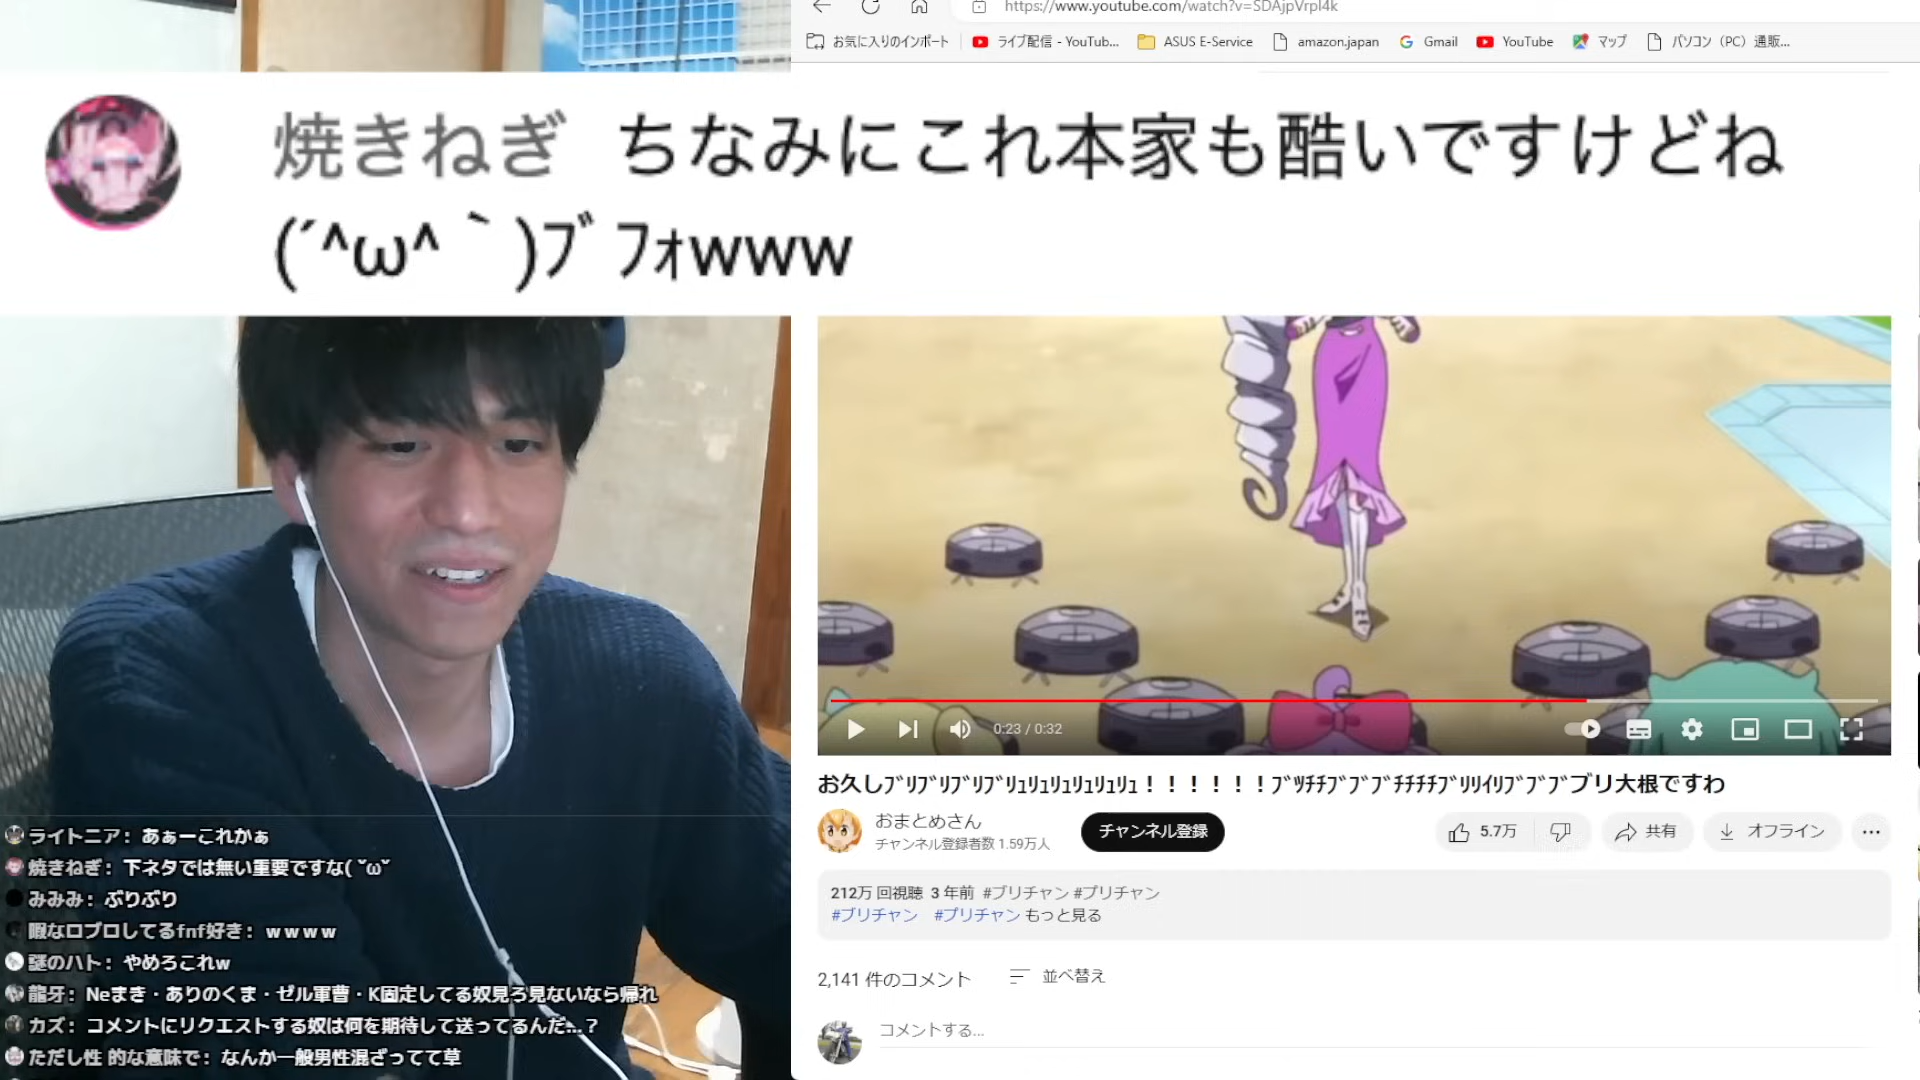 https://www.youtube.com/watch?v=SDAjpVrpl4k
お気に入りのインポート ライブ配信 - YouTub... ASUS E-Service amazon.japan Gmail YouTube マップ パソコン（PC）通販...
焼きねぎ ちなみにこれ本家も酷いですけどね
(´^ω^｀)ﾌﾞﾌｫwww
0:23 / 0:32
お久しﾌﾞﾘﾌﾞﾘﾌﾞﾘﾌﾞﾘｭﾘｭﾘｭﾘｭﾘｭﾘｭ！！！！！！ﾌﾞﾂﾁﾁﾌﾞﾌﾞﾌﾞﾁﾁﾁﾁﾌﾞﾘﾘｲﾘﾌﾞﾌﾞﾌﾞブリ大根ですわ
おまとめさん
チャンネル登録者数 1.59万人
チャンネル登録
5.7万 共有 オフライン
212万 回視聴 3 年前 #ブリチャン #プリチャン
#ブリチャン #プリチャン もっと見る
2,141 件のコメント 並べ替え
コメントする...
ライトニア： あぁーこれかぁ
焼きねぎ： 下ネタでは無い重要ですな( ˘ω˘
みみみ： ぶりぶり
暇なロブロしてるfnf好き： ｗｗｗｗ
謎のハト： やめろこれw
龍牙： Neまき・ありのくま・ゼル軍曹・K固定してる奴見ろ見ないなら帰れ
カズ： コメントにリクエストする奴は何を期待して送ってるんだ...？
ただし性 的な意味で： なんか一般男性混ざってて草